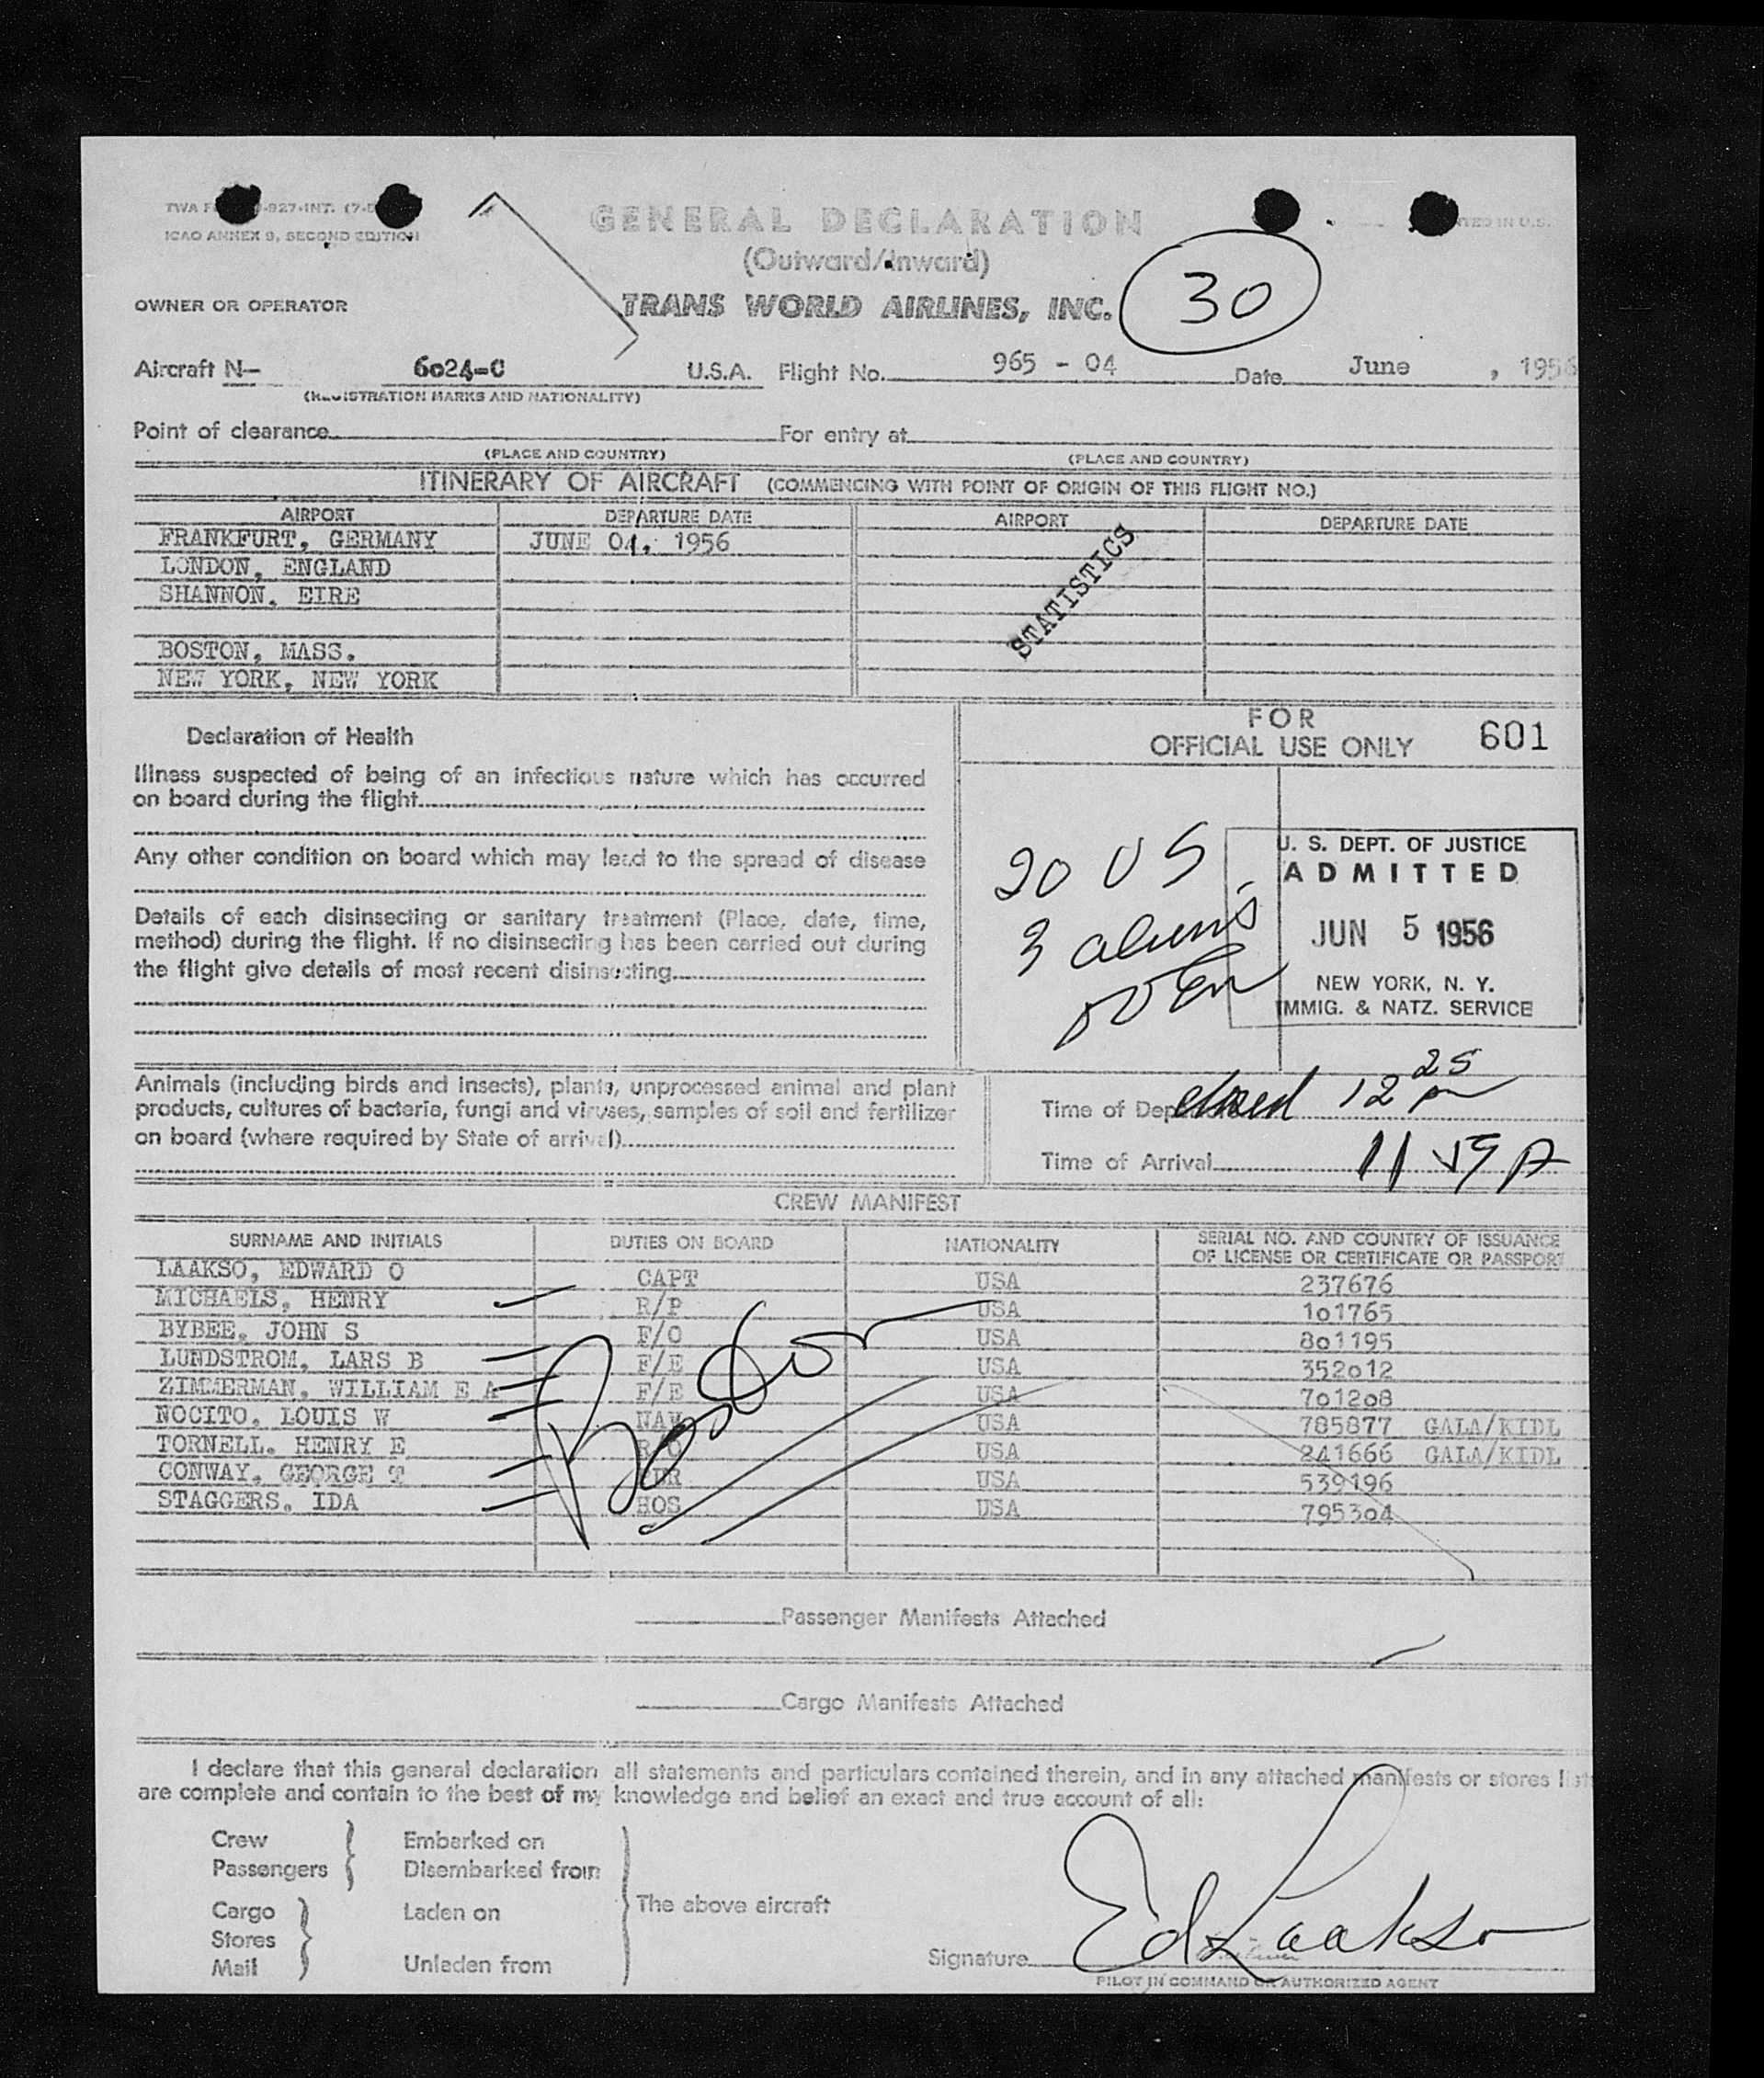 TWA F -927-INT. (7-
ICAO ANNEX 9, SECOND EDITION
GENERAL DECLARATION
(Outward/Inward)
OWNER OR OPERATOR
TRANS WORLD AIRLINES, INC.
30
Aircraft N- 6024-C U.S.A. Flight No. 965 - 04 Date June , 1956
(REGISTRATION MARKS AND NATIONALITY)
Point of clearance For entry at
(PLACE AND COUNTRY) (PLACE AND COUNTRY)
ITINERARY OF AIRCRAFT (COMMENCING WITH POINT OF ORIGIN OF THIS FLIGHT NO.)
AIRPORT DEPARTURE DATE AIRPORT DEPARTURE DATE
FRANKFURT, GERMANY JUNE 04, 1956
LONDON, ENGLAND
SHANNON, EIRE
BOSTON, MASS.
NEW YORK, NEW YORK
STATISTICS
Declaration of Health
Illness suspected of being of an infectious nature which has occurred
on board during the flight
Any other condition on board which may lead to the spread of disease
Details of each disinsecting or sanitary treatment (Place, date, time,
method) during the flight. If no disinsecting has been carried out during
the flight give details of most recent disinsecting
FOR
OFFICIAL USE ONLY 601
20 US
3 aliens
U. S. DEPT. OF JUSTICE
ADMITTED
JUN 5 1956
NEW YORK, N. Y.
IMMIG. & NATZ. SERVICE
Animals (including birds and insects), plants, unprocessed animal and plant
products, cultures of bacteria, fungi and viruses, samples of soil and fertilizer
on board (where required by State of arrival)
Time of Dep closed 12 25 pm
Time of Arrival 11 59 A
CREW MANIFEST
SURNAME AND INITIALS DUTIES ON BOARD NATIONALITY SERIAL NO. AND COUNTRY OF ISSUANCE
OF LICENSE OR CERTIFICATE OR PASSPORT
LAAKSO, EDWARD O CAPT USA 237676
MICHAELS, HENRY R/P USA 101765
BYBEE, JOHN S F/O USA 801195
LUNDSTROM, LARS B F/E USA 352012
ZIMMERMAN, WILLIAM E A F/E USA 701208
NOCITO, LOUIS W NAV USA 785877 GALA/KIDL
TORNELL, HENRY E R/O USA 241666 GALA/KIDL
CONWAY, GEORGE T PUR USA 539196
STAGGERS, IDA HOS USA 795304
Boston
Passenger Manifests Attached
Cargo Manifests Attached
I declare that this general declaration all statements and particulars contained therein, and in any attached manifests or stores list
are complete and contain to the best of my knowledge and belief an exact and true account of all:
Crew Embarked on
Passengers Disembarked from
Cargo Laden on
Stores
Mail Unladen from
The above aircraft
Signature Ed Laakso
PILOT IN COMMAND OR AUTHORIZED AGENT